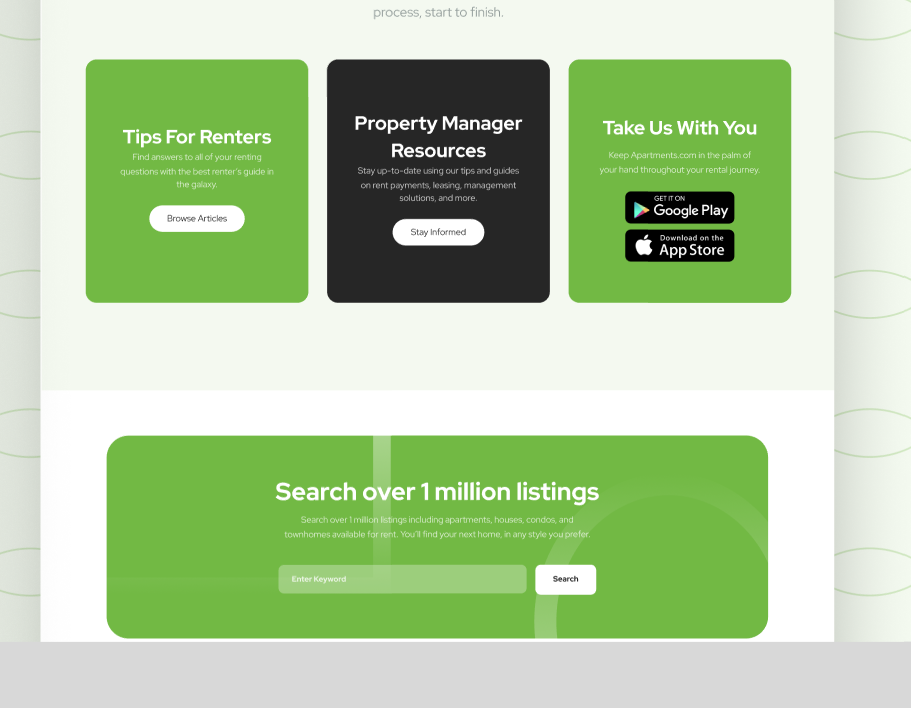 process, start to finish.
Tips For Renters
Find answers to all of your renting
questions with the best renter's guide in
the galaxy.
Browse Articles
Property Manager
Resources
Stay up-to-date using our tips and guides
on rent payments, leasing, management
solutions, and more.
Stay Informed
Take Us With You
Keep Apartments.com in the palm of
your hand throughout your rental journey.
GET IT ON
Google Play
Download on the
App Store
Search over 1 million listings
Search over 1 million listings including apartments, houses, condos, and
townhomes available for rent. You'll find your next home, in any style you prefer.
Enter Keyword
Search